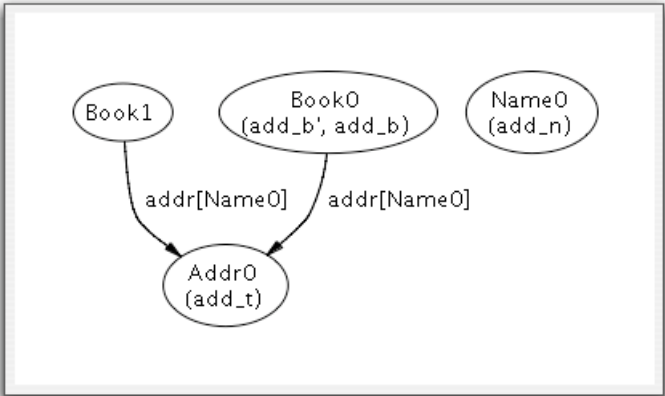 Book1
Book0
(add_b', add_b)
Name0
(add_n)
addr[Name0]
addr[Name0]
Addr0
(add_t)